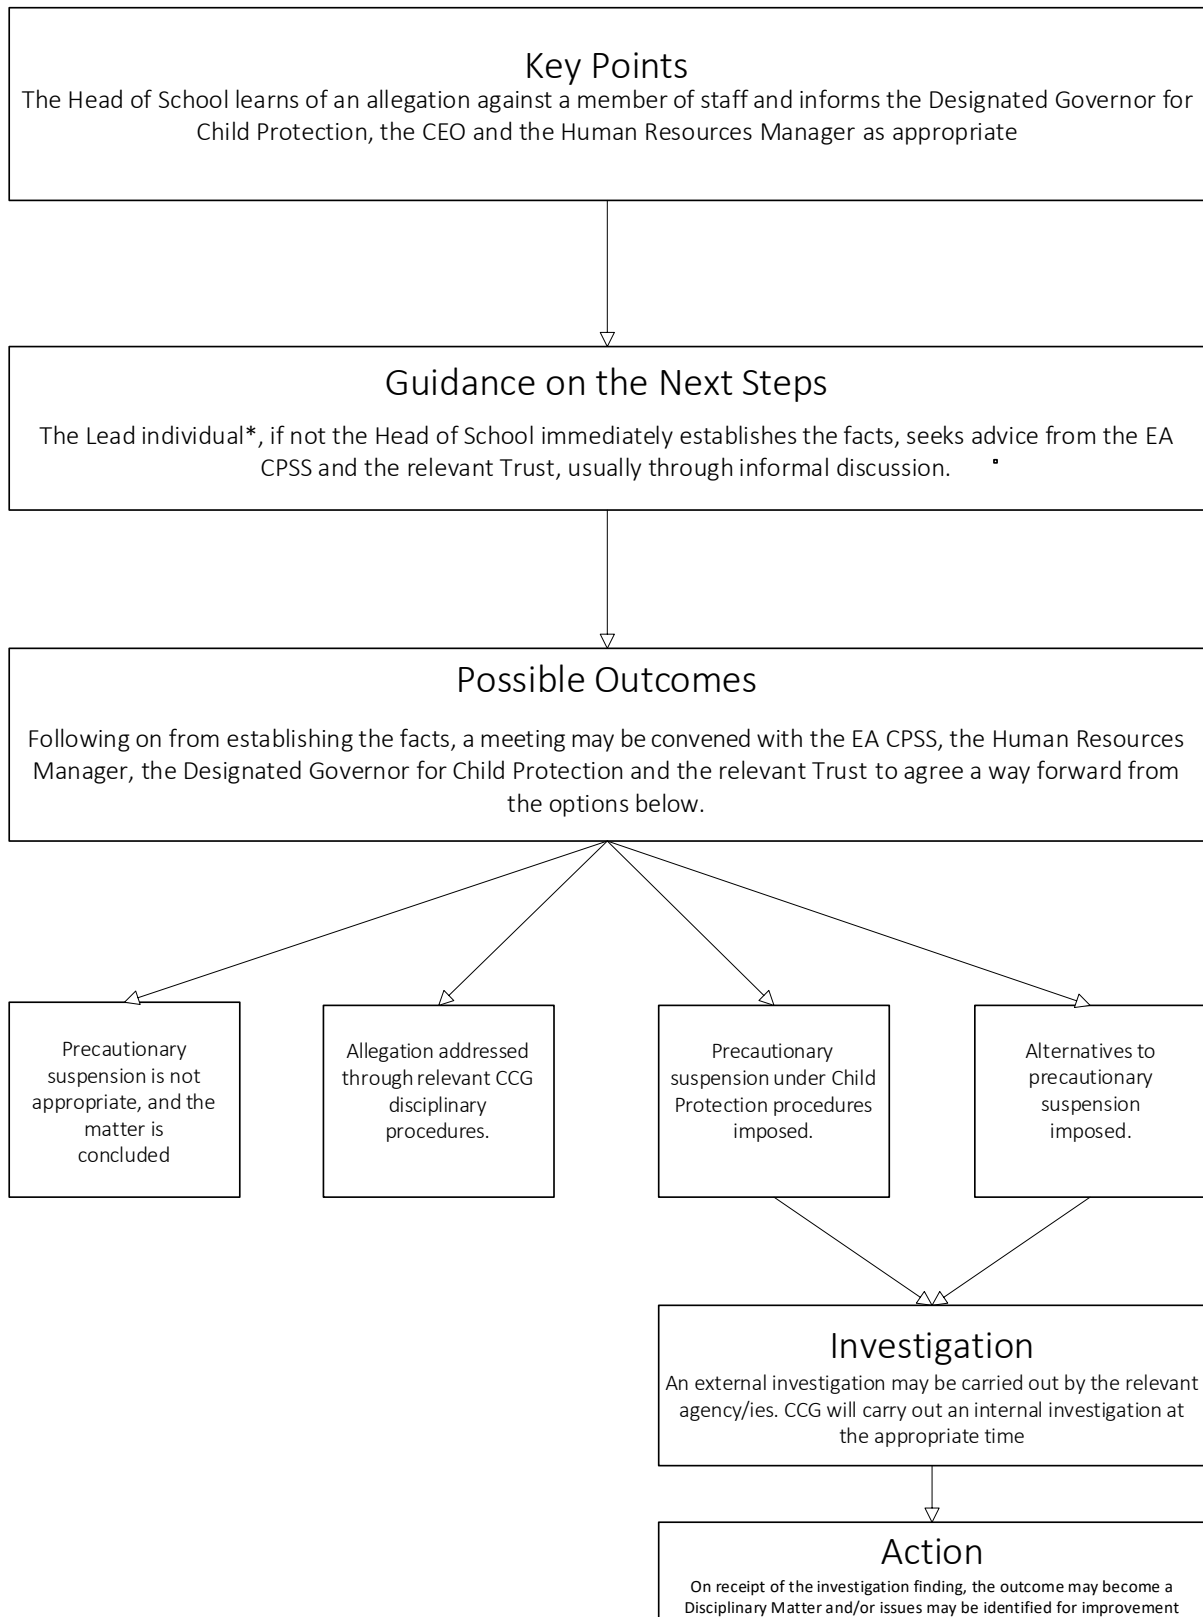 Key Points
The Head of School learns of an allegation against a member of staff and informs the Designated Governor for
Child Protection, the CEO and the Human Resources Manager as appropriate
Guidance on the Next Steps
The Lead individual*, if not the Head of School immediately establishes the facts, seeks advice from the EA
CPSS and the relevant Trust, usually through informal discussion.
Possible Outcomes
Following on from establishing the facts, a meeting may be convened with the EA CPSS, the Human Resources
Manager, the Designated Governor for Child Protection and the relevant Trust to agree a way forward from
the options below.
Precautionary
suspension is not
appropriate, and the
matter is
concluded
Allegation addressed
through relevant CCG
disciplinary
procedures.
Precautionary
suspension under Child
Protection procedures
imposed.
Alternatives to
precautionary
suspension
imposed.
Investigation
An external investigation may be carried out by the relevant
agency/ies. CCG will carry out an internal investigation at
the appropriate time
Action
On receipt of the investigation finding, the outcome may become a
Disciplinary Matter and/or issues may be identified for improvement